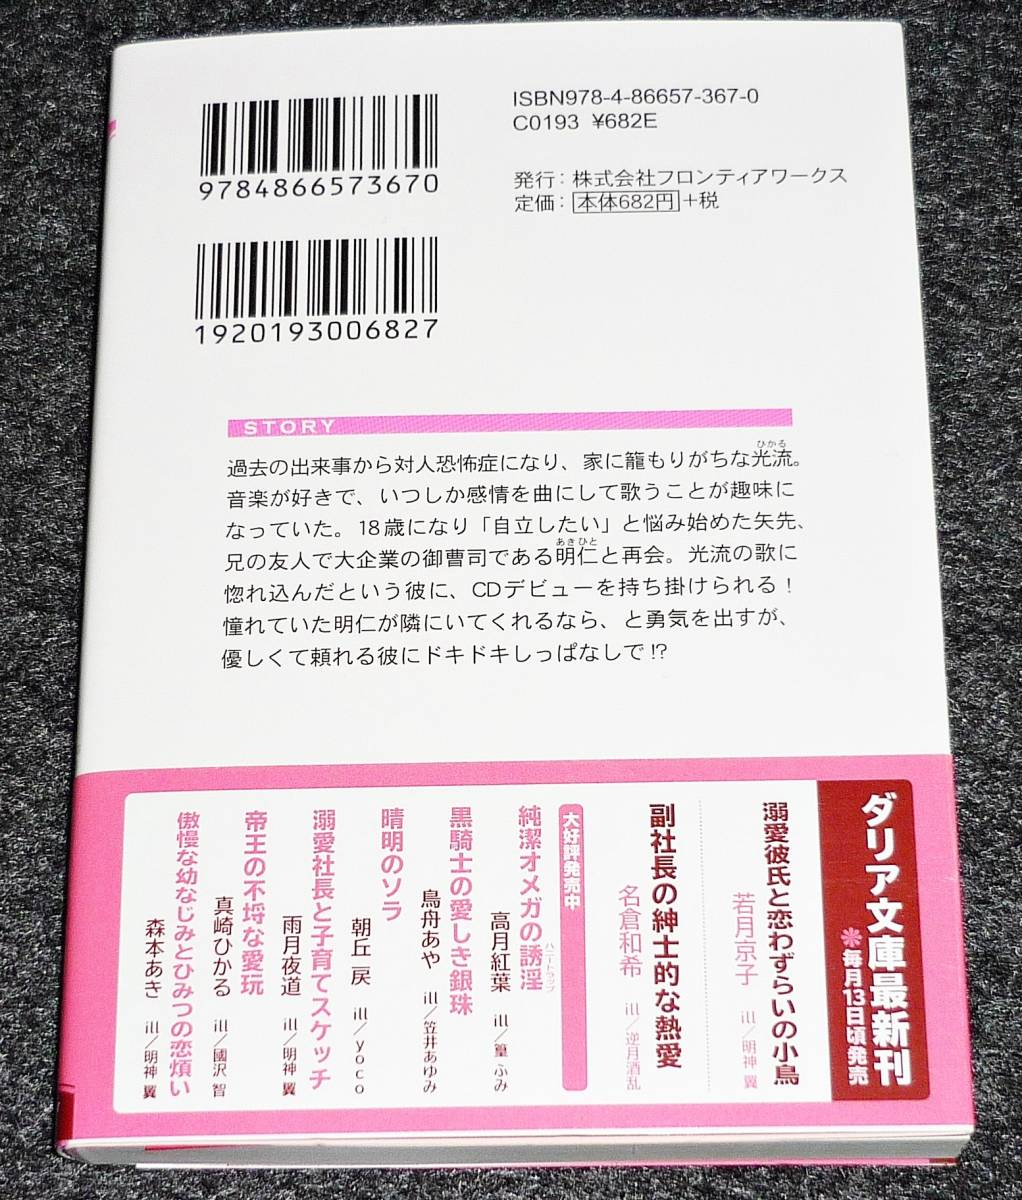 ISBN978-4-86657-367-0
C0193 ¥682E
9784866573670
発行：株式会社フロンティアワークス
定価：本体682円+税
1920193006827
STORY
ひかる
過去の出来事から対人恐怖症になり、家に籠もりがちな光流。
音楽が好きで、いつしか感情を曲にして歌うことが趣味に
なっていた。18歳になり「自立したい」と悩み始めた矢先、
あきひと
兄の友人で大企業の御曹司である明仁と再会。光流の歌に
惚れ込んだという彼に、CDデビューを持ち掛けられる！
憧れていた明仁が隣にいてくれるなら、と勇気を出すが、
優しくて頼れる彼にドキドキしっぱなしで!?
ダリア文庫最新刊
＊毎月13日頃発売
溺愛彼氏と恋わずらいの小鳥
若月京子 ill／明神 翼
副社長の紳士的な熱愛
名倉和希 ill／逆月酒乱
大好評発売中
純潔オメガの誘淫
ハニートラップ
高月紅葉 ill／篁 ふみ
黒騎士の愛しき銀珠
鳥舟あや ill／笠井あゆみ
晴明のソラ
朝丘 戻 ill／yoco
溺愛社長と子育てスケッチ
雨月夜道 ill／明神 翼
帝王の不埒な愛玩
真崎ひかる ill／國沢 智
傲慢な幼なじみとひみつの恋煩い
森本あき ill／明神 翼